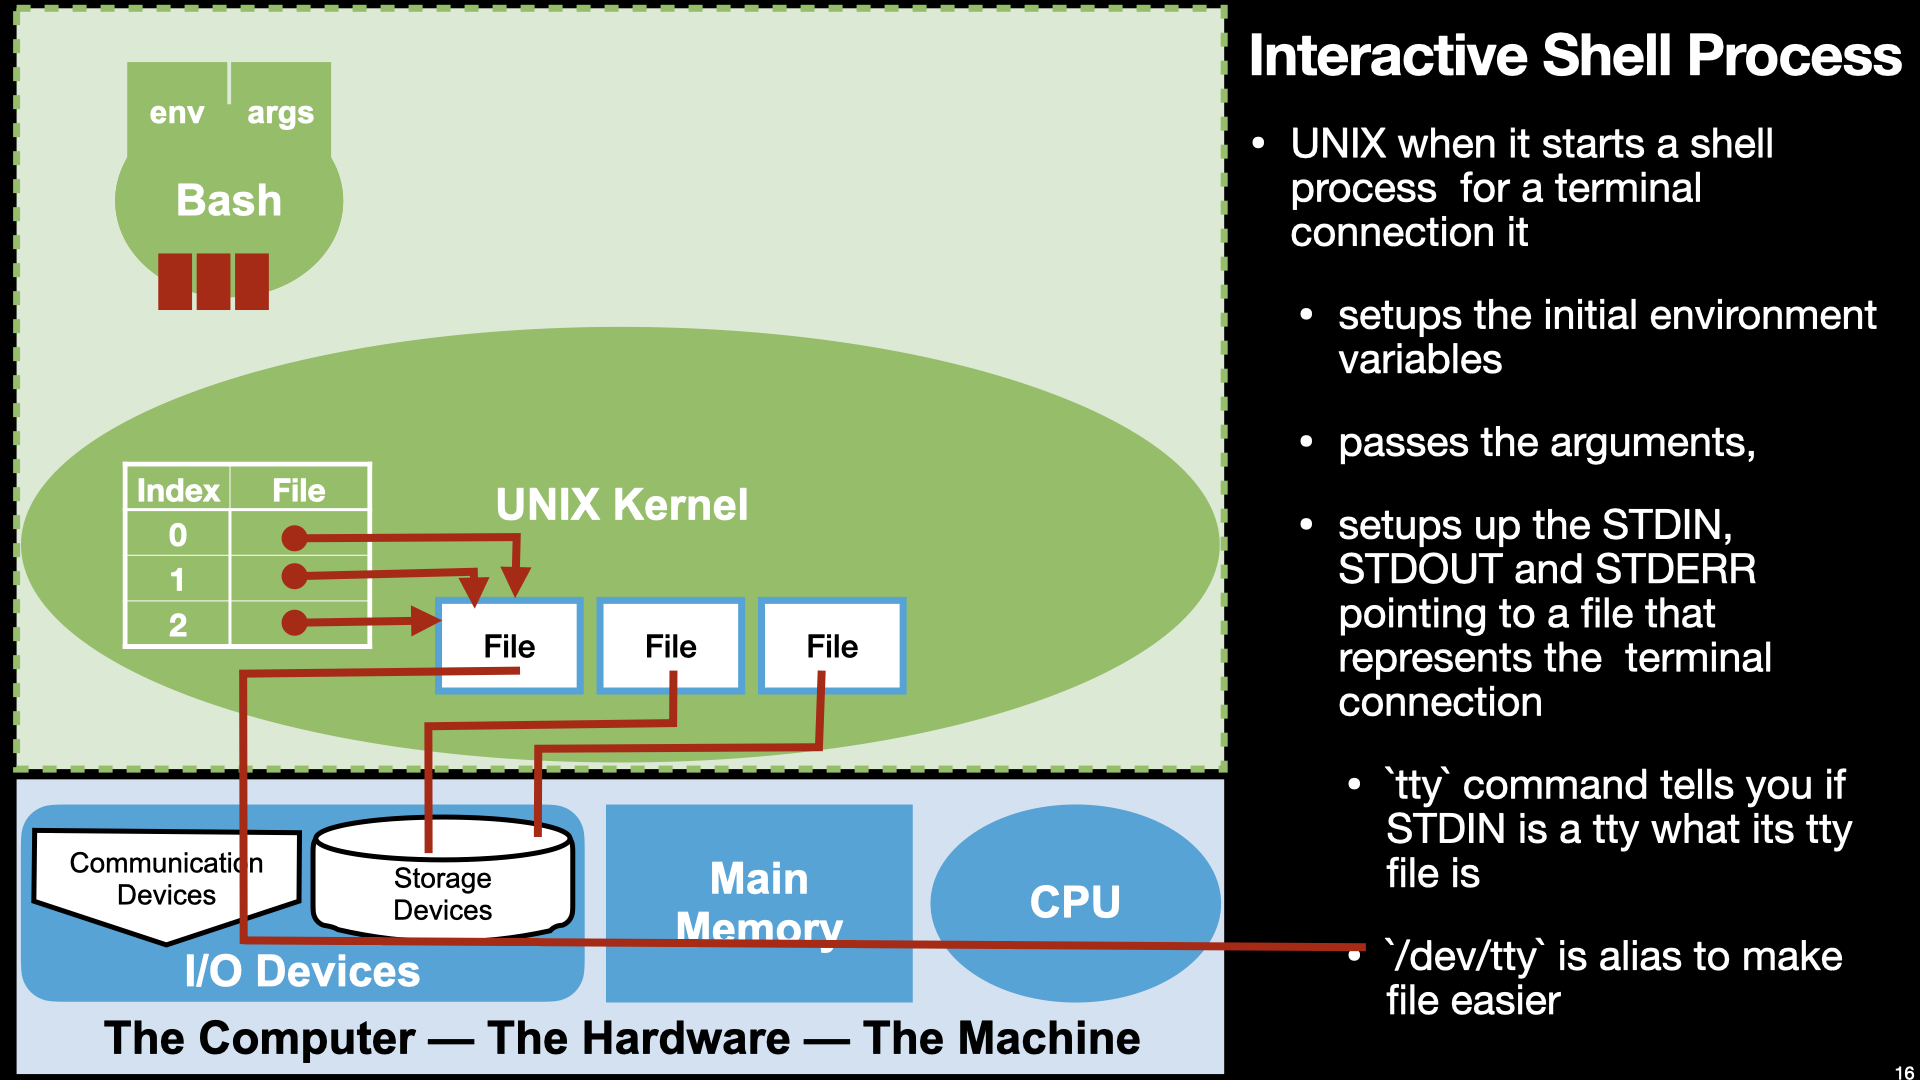 Interactive Shell Process
• UNIX when it starts a shell
process  for a terminal
connection it
• setups the initial environment
variables
• passes the arguments,
• setups up the STDIN,
STDOUT and STDERR
pointing to a file that
represents the  terminal
connection
• `tty` command tells you if
STDIN is a tty what its tty
file is
• `/dev/tty` is alias to make
file easier
env args
Bash
UNIX Kernel
Index File
0
1
2
File File File
Communication
Devices
Storage
Devices
I/O Devices
Main
Memory
CPU
The Computer — The Hardware — The Machine
16